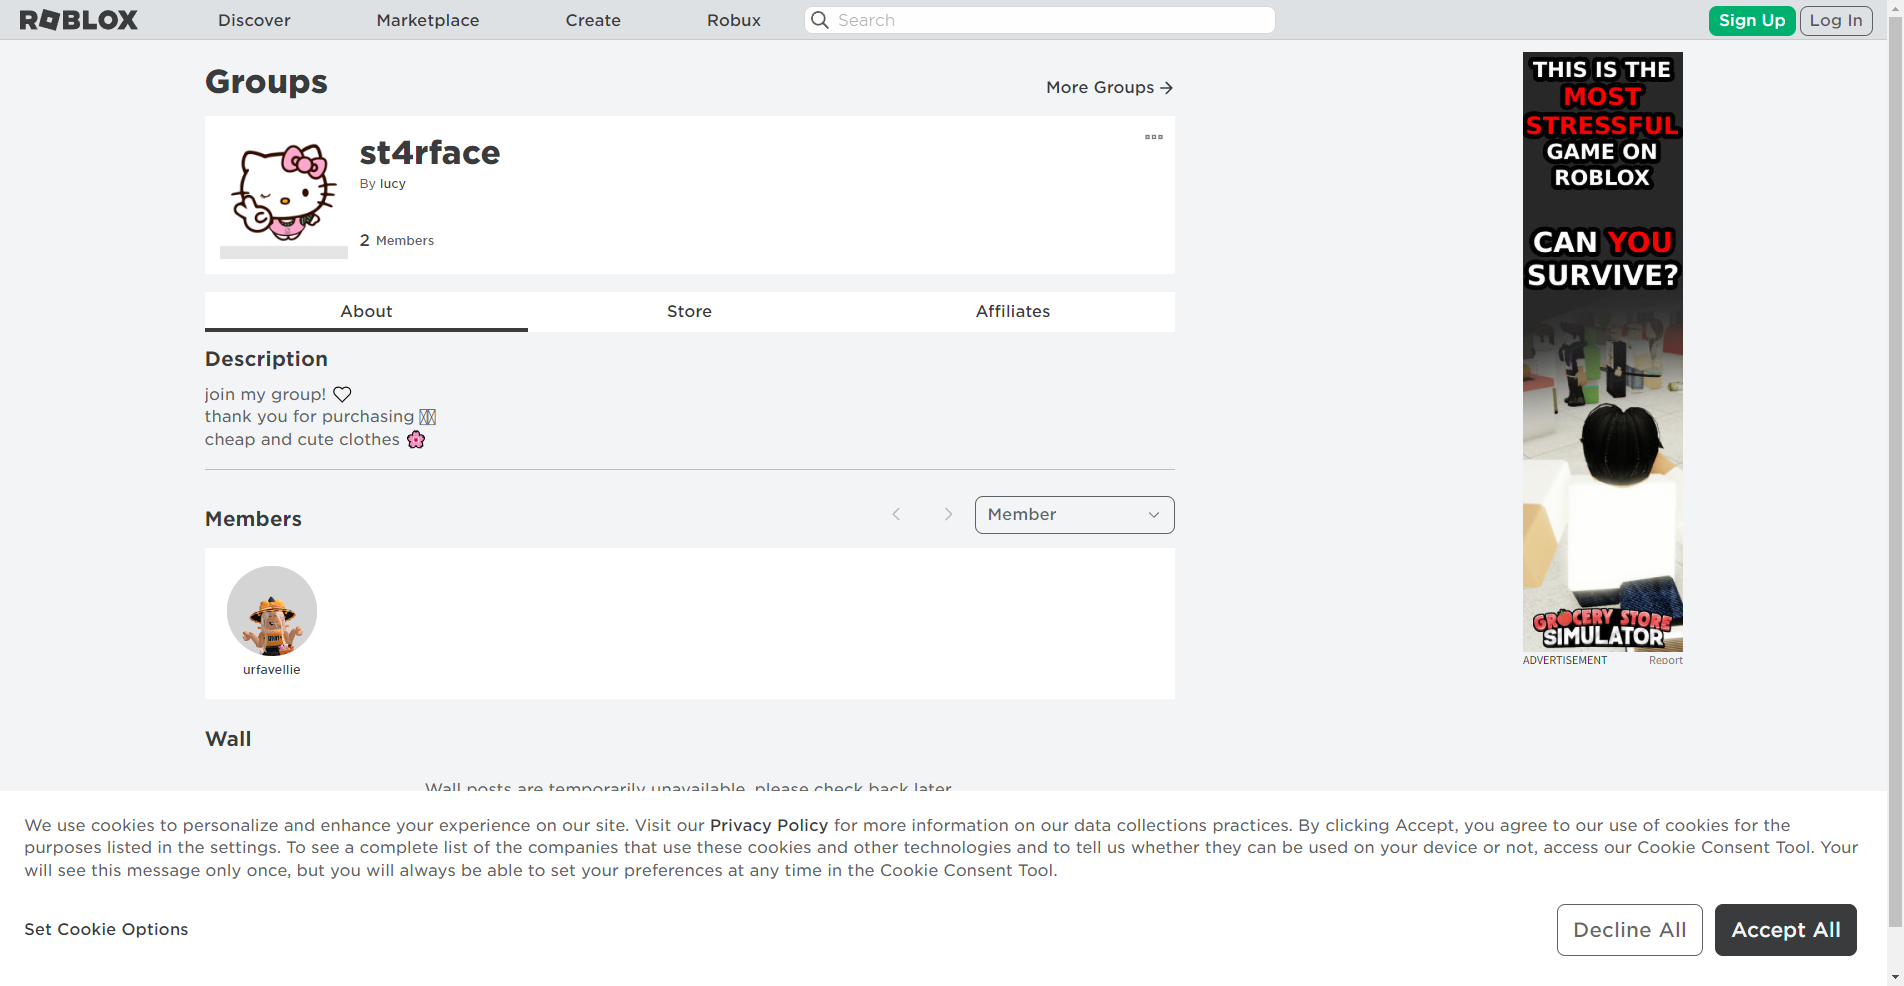 ROBLOX
Discover
Marketplace
Create
Robux
Search
Sign Up
Log In
Groups
More Groups
st4rface
By lucy
2 Members
About
Store
Affiliates
Description
join my group! ♡
thank you for purchasing
cheap and cute clothes 🌸
Members
Member
urfavellie
Wall
Wall posts are temporarily unavailable, please check back later.
THIS IS THE
MOST
STRESSFUL
GAME ON
ROBLOX
CAN YOU
SURVIVE?
GROCERY STORE
SIMULATOR
ADVERTISEMENT
Report
We use cookies to personalize and enhance your experience on our site. Visit our Privacy Policy for more information on our data collections practices. By clicking Accept, you agree to our use of cookies for the
purposes listed in the settings. To see a complete list of the companies that use these cookies and other technologies and to tell us whether they can be used on your device or not, access our Cookie Consent Tool. Your
will see this message only once, but you will always be able to set your preferences at any time in the Cookie Consent Tool.
Set Cookie Options
Decline All
Accept All